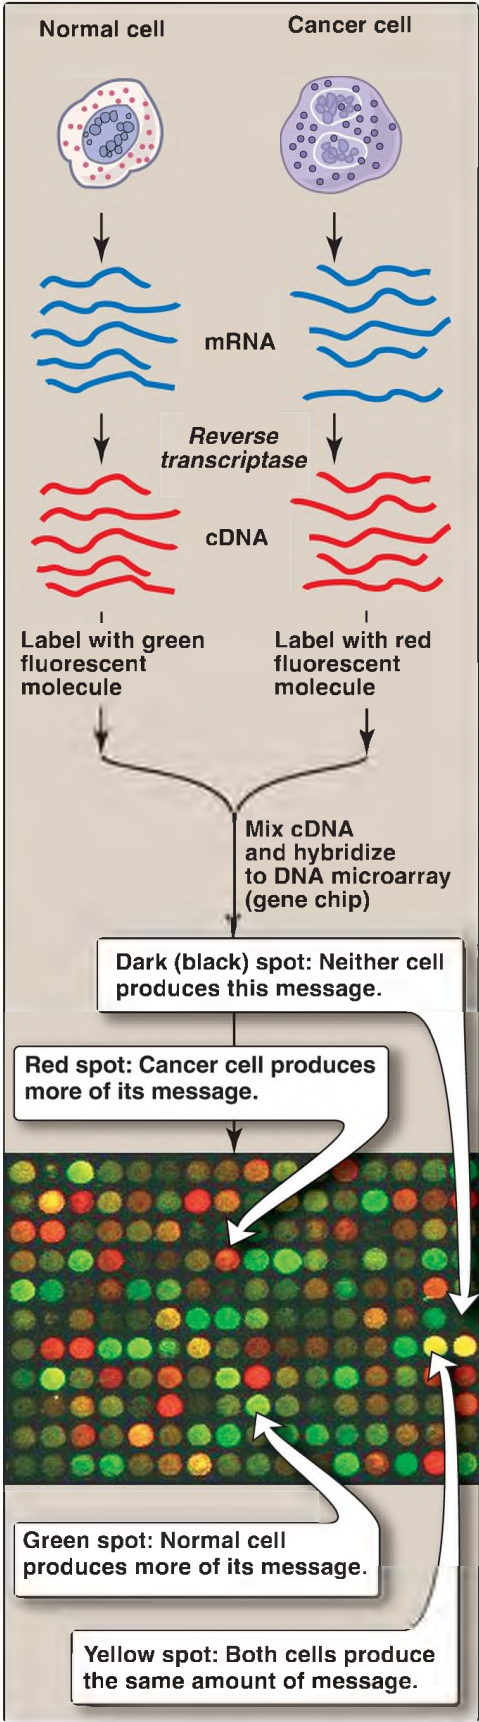 Normal cell
Cancer cell
mRNA
Reverse
transcriptase
cDNA
Label with green
fluorescent
molecule
Label with red
fluorescent
molecule
Mix cDNA
and hybridize
to DNA microarray
(gene chip)
Dark (black) spot: Neither cell
produces this message.
Red spot: Cancer cell produces
more of its message.
Green spot: Normal cell
produces more of its message.
Yellow spot: Both cells produce
the same amount of message.